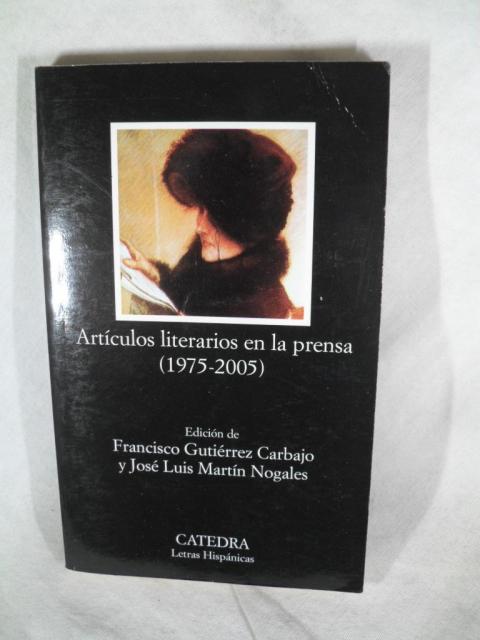 Artículos literarios en la prensa
(1975-2005)
Edición de
Francisco Gutiérrez Carbajo
y José Luis Martín Nogales
CATEDRA
Letras Hispánicas